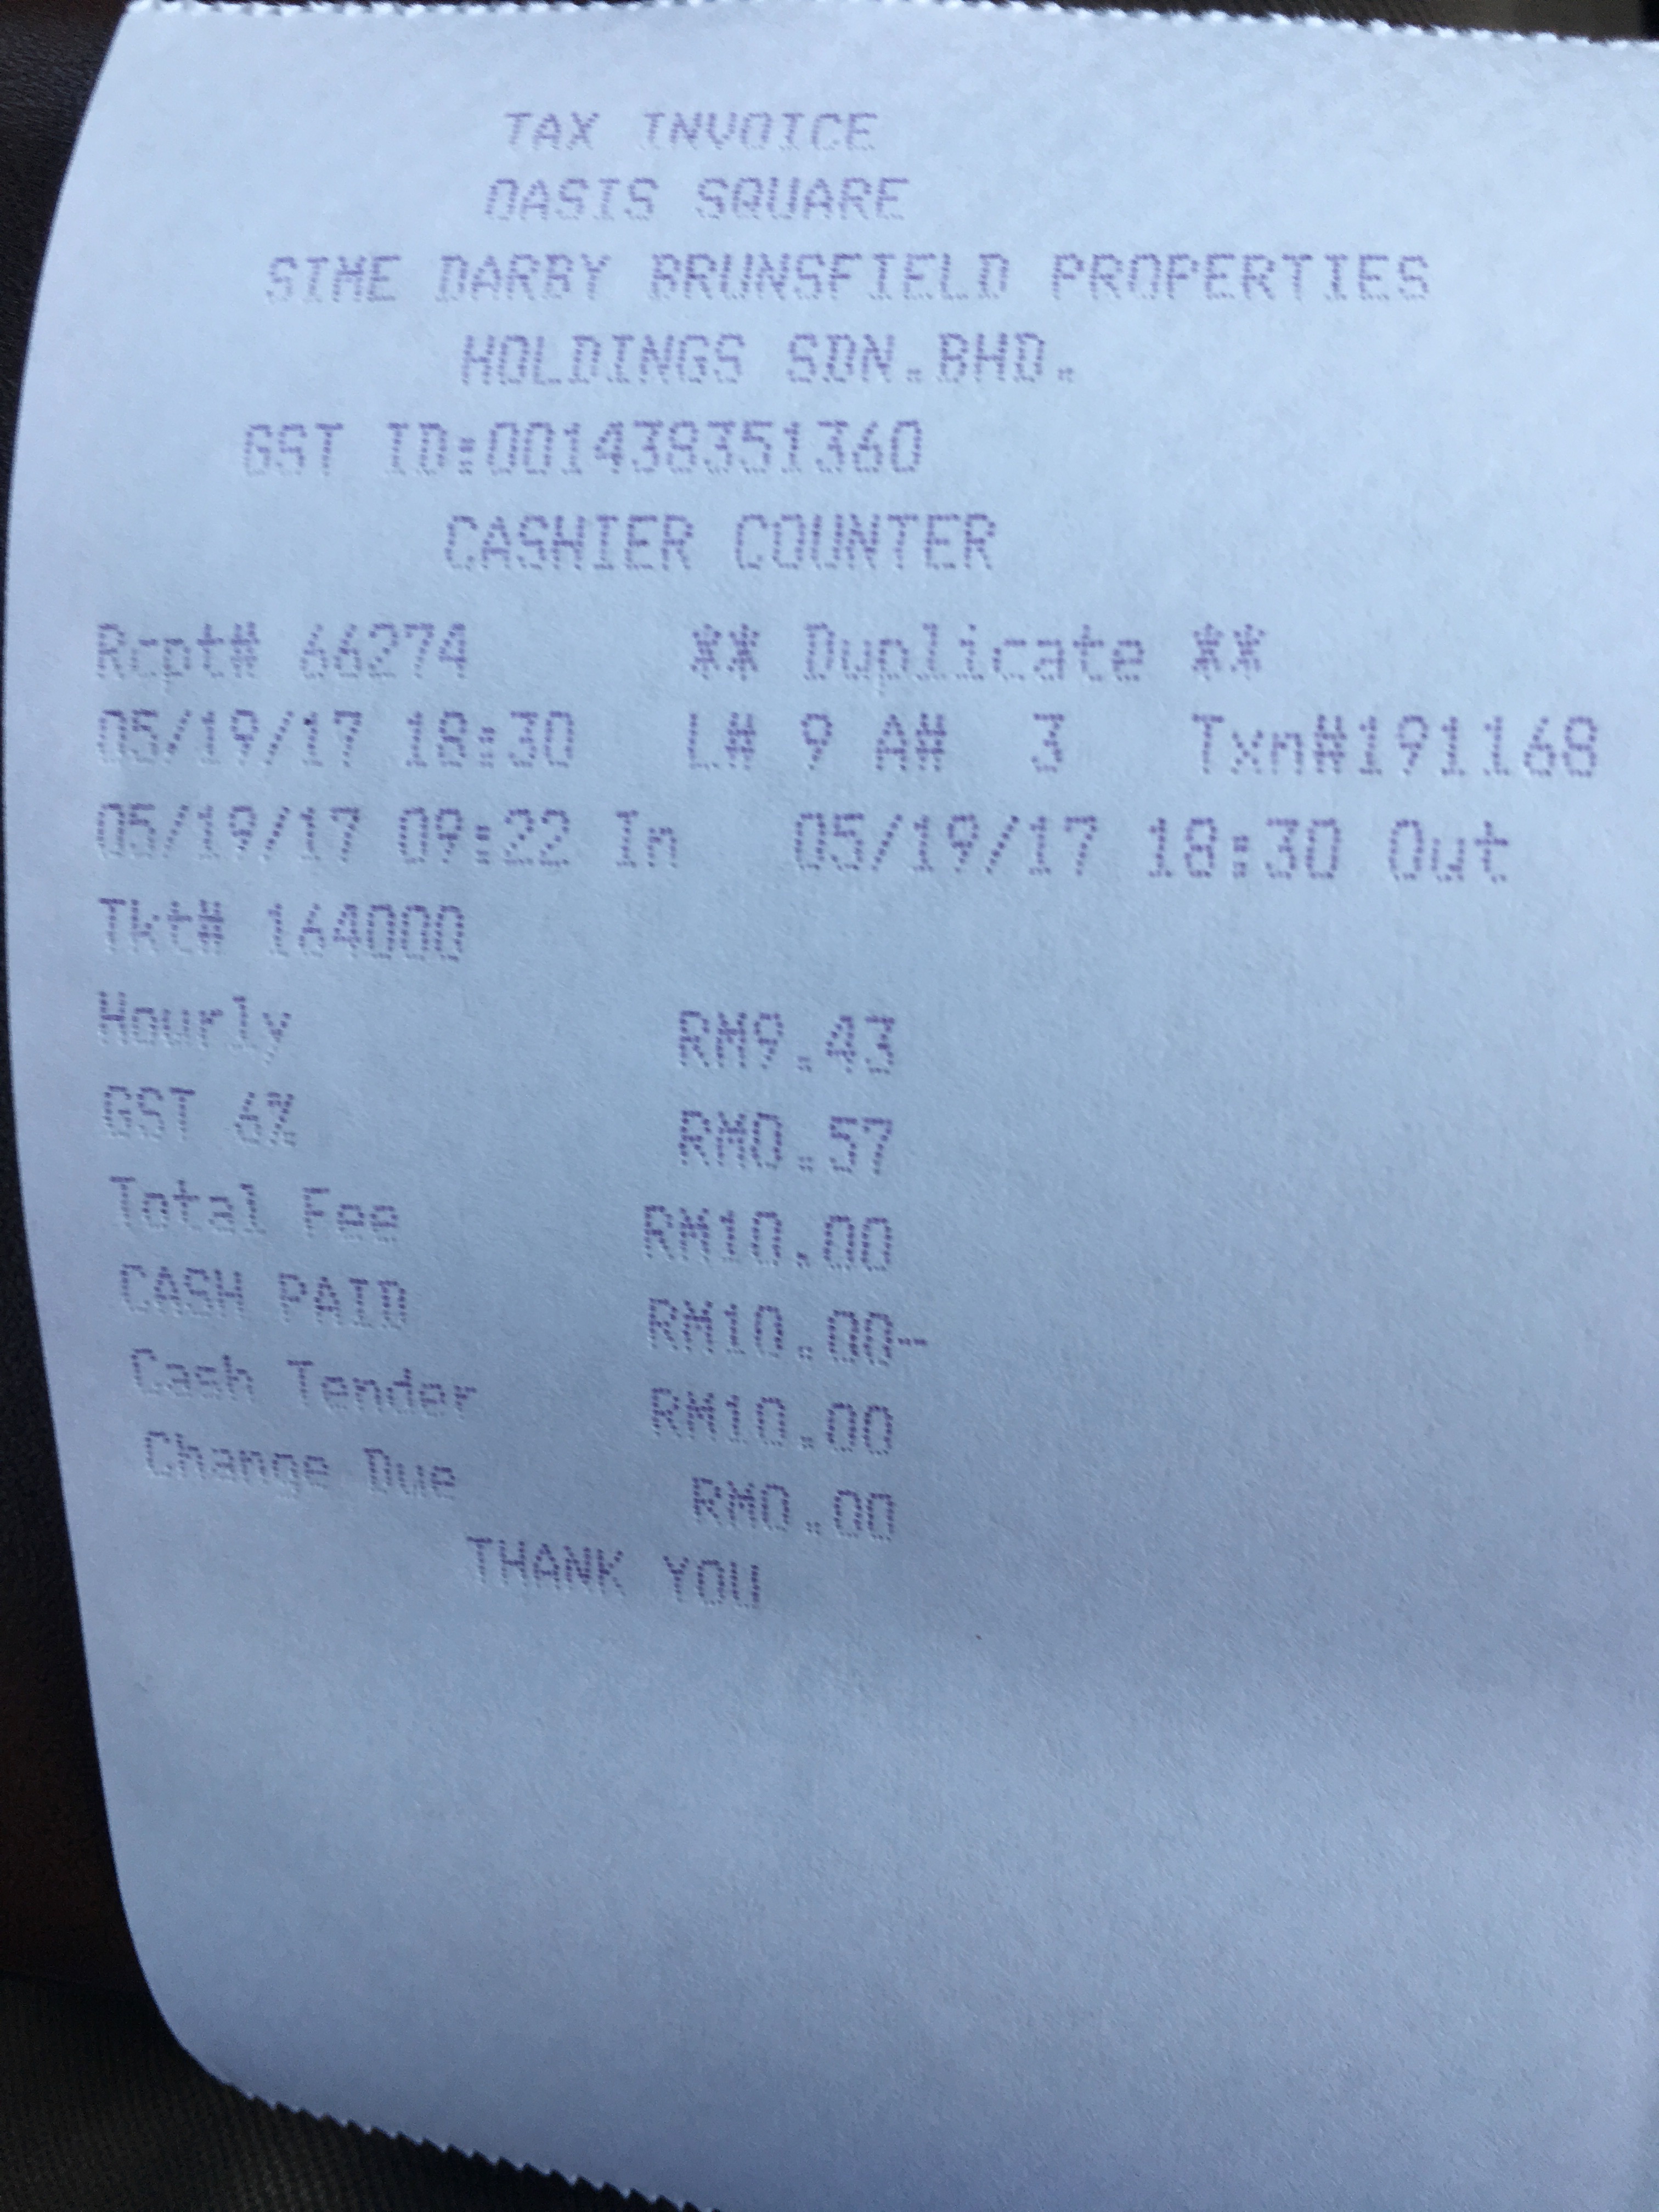 TAX INVOICE
OASIS SQUARE
SIME DARBY BRUNSFIELD PROPERTIES
HOLDINGS SDN.BHD.
GST ID:001438351360
CASHIER COUNTER
Rcpt# 66274 ** Duplicate **
05/19/17 18:30 L# 9 A# 3 Txn#191168
05/19/17 09:22 In 05/19/17 18:30 Out
Tkt# 164000
Hourly RM9.43
GST 6% RM0.57
Total Fee RM10.00
CASH PAID RM10.00-
Cash Tender RM10.00
Change Due RM0.00
THANK YOU